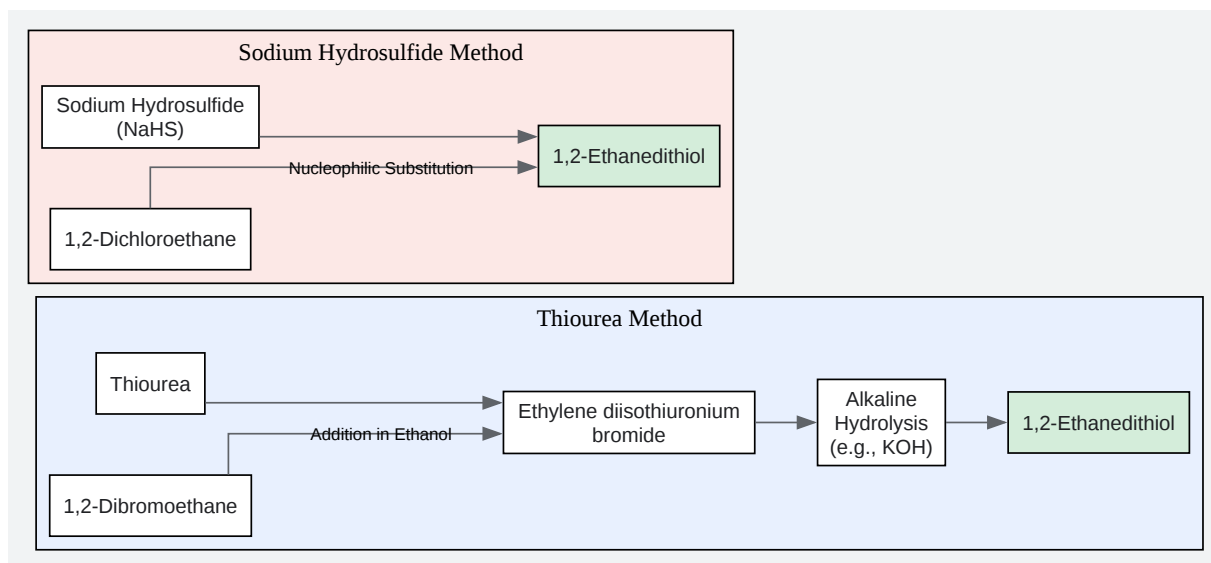 Sodium Hydrosulfide Method
Sodium Hydrosulfide
(NaHS)
1,2-Ethanedithiol
Nucleophilic Substitution
1,2-Dichloroethane
Thiourea Method
Thiourea
Ethylene diisothiuronium
bromide
Alkaline
Hydrolysis
(e.g., KOH)
1,2-Ethanedithiol
Addition in Ethanol
1,2-Dibromoethane